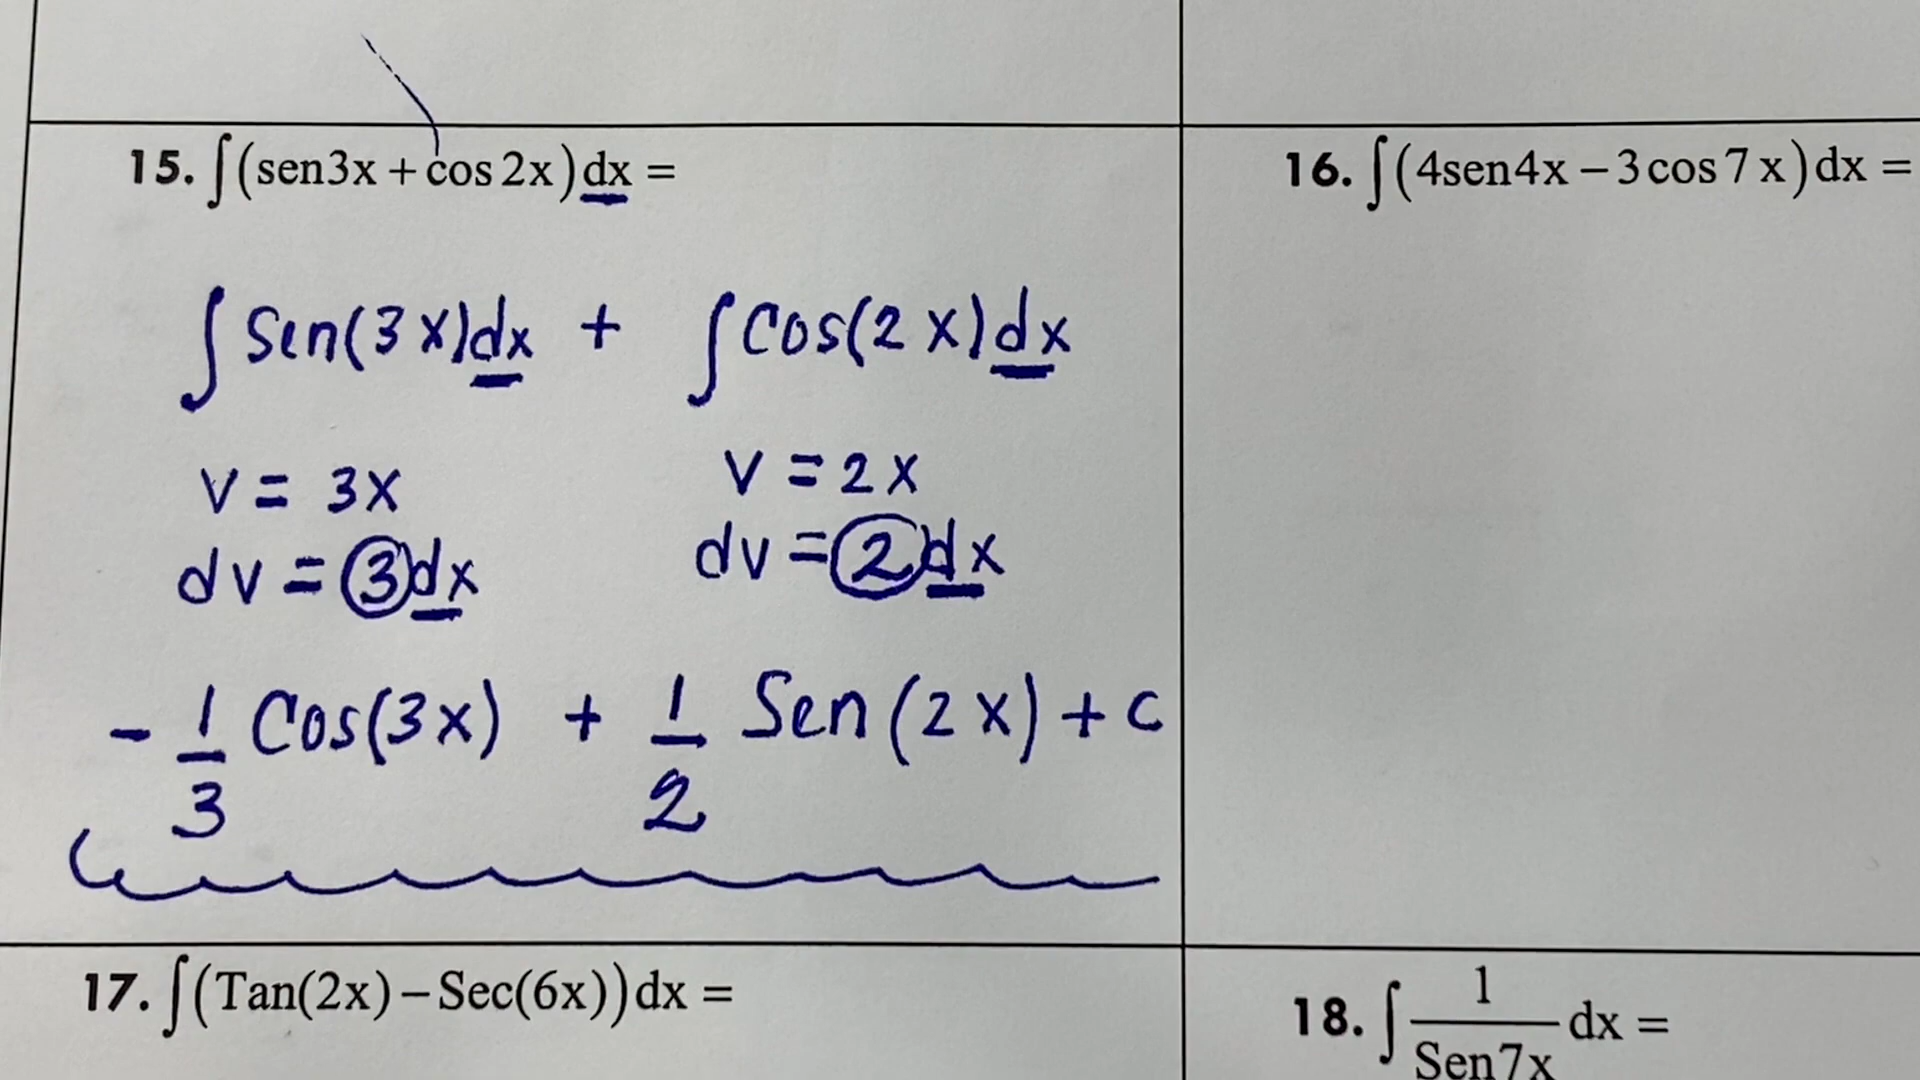 15. ∫(sen3x + cos 2x)dx =
∫ Sen(3x)dx + ∫ Cos(2x)dx
v = 3x
dv = 3dx
v = 2x
dv = 2dx
- 1/3 Cos(3x) + 1/2 Sen(2x) + c
16. ∫(4sen4x – 3cos7x)dx =
17. ∫(Tan(2x) – Sec(6x))dx =
18. ∫ 1/Sen7x dx =